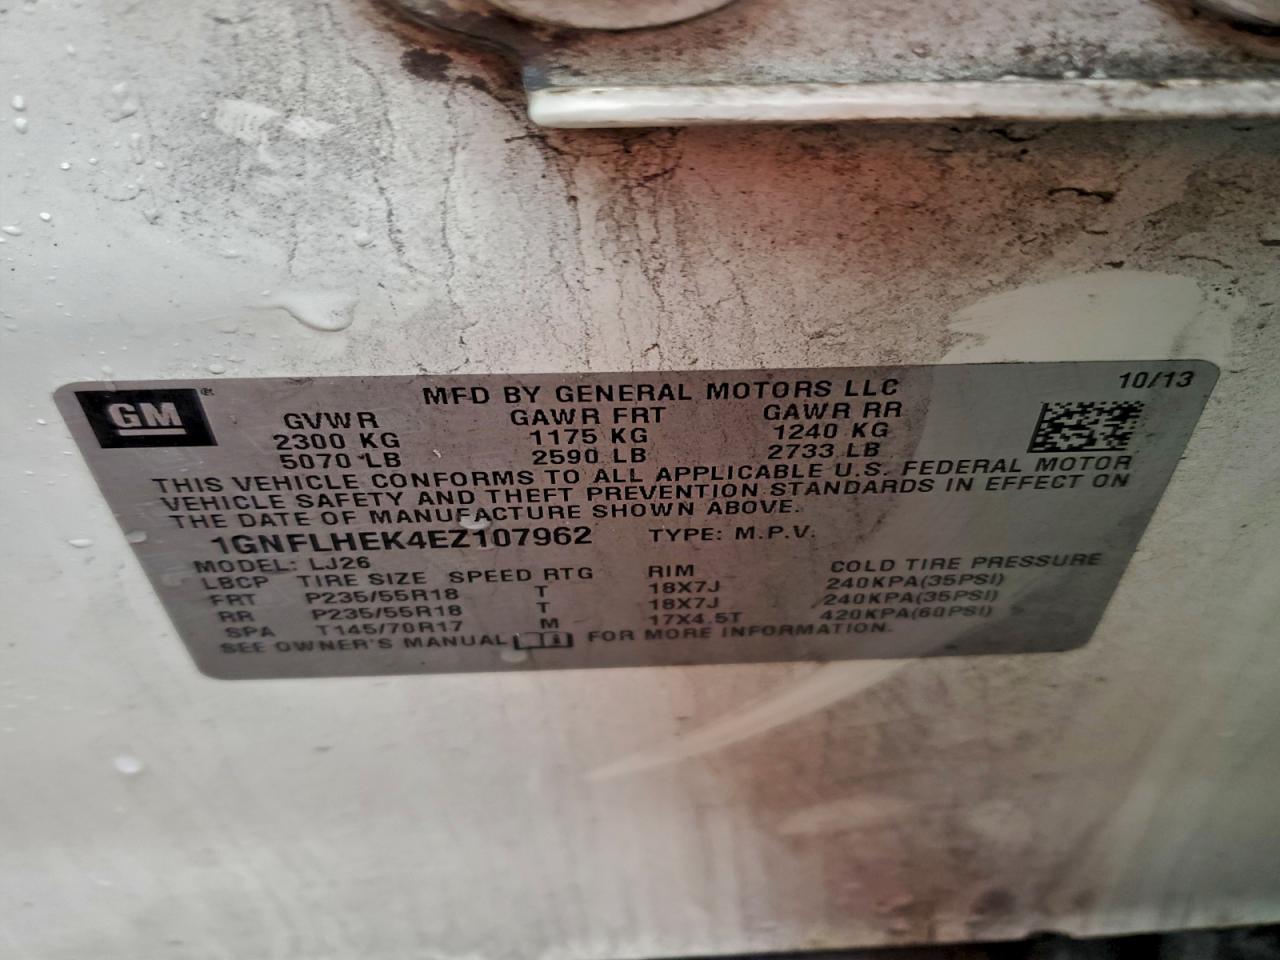 GM®
MFD BY GENERAL MOTORS LLC 10/13
GVWR GAWR FRT GAWR RR
2300 KG 1175 KG 1240 KG
5070 LB 2590 LB 2733 LB
THIS VEHICLE CONFORMS TO ALL APPLICABLE U.S. FEDERAL MOTOR
VEHICLE SAFETY AND THEFT PREVENTION STANDARDS IN EFFECT ON
THE DATE OF MANUFACTURE SHOWN ABOVE.
1GNFLHEK4EZ107962 TYPE: M.P.V.
MODEL: LJ26
LBCP TIRE SIZE SPEED RTG RIM COLD TIRE PRESSURE
FRT P235/55R18 T 18X7J 240KPA(35PSI)
RR P235/55R18 T 18X7J 240KPA(35PSI)
SPA T145/70R17 M 17X4.5T 420KPA(60PSI)
SEE OWNER'S MANUAL FOR MORE INFORMATION.